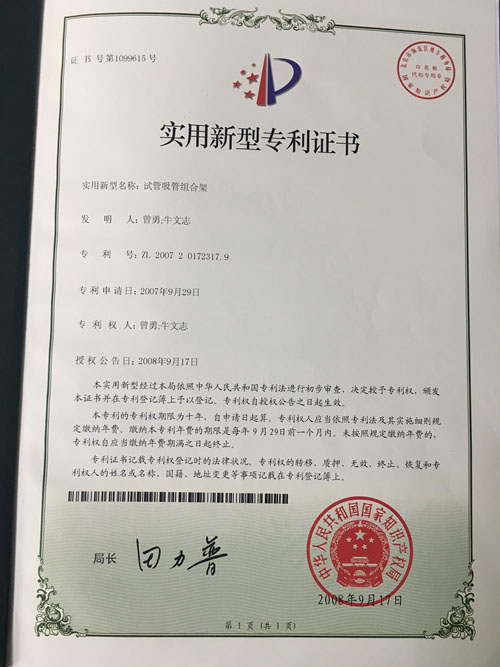 证书号第1099615号
印花税
代扣专用章
国家知识产权局
实用新型专利证书
实用新型名称：试管吸管组合架
发明人：曾勇;牛文志
专利号：ZL 2007 2 0172317.9
专利申请日：2007年9月29日
专利权人：曾勇;牛文志
授权公告日：2008年9月17日
本实用新型经过本局依照中华人民共和国专利法进行初步审查，决定授予专利权，颁发
本证书并在专利登记簿上予以登记。专利权自授权公告之日起生效。
本专利的专利权期限为十年，自申请日起算。专利权人应当依照专利法及其实施细则规
定缴纳年费。缴纳本专利年费的期限是每年9月29日前一个月内。未按照规定缴纳年费的，
专利权自应当缴纳年费期满之日起终止。
专利证书记载专利权登记时的法律状况。专利权的转移、质押、无效、终止、恢复和专
利权人的姓名或名称、国籍、地址变更等事项记载在专利登记簿上。
局长
田力普
中华人民共和国国家知识产权局
2008年9月17日
第1页（共1页）